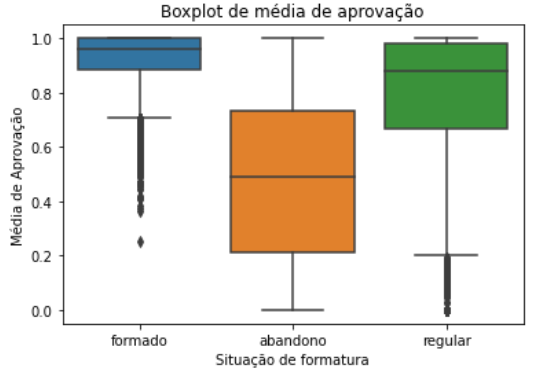 Boxplot de média de aprovação
Média de Aprovação
1.0
0.8
0.6
0.4
0.2
0.0
formado abandono regular
Situação de formatura